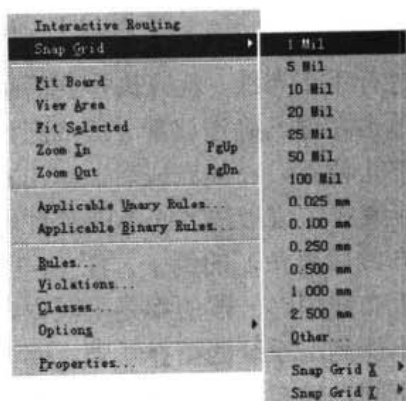 Interactive Routing
Snap Grid
Fit Board
View Area
Fit Selected
Zoom In PgUp
Zoom Out PgDn
Applicable Unary Rules...
Applicable Binary Rules...
Rules...
Violations...
Classes...
Options
Properties...
1 Mil
5 Mil
10 Mil
20 Mil
25 Mil
50 Mil
100 Mil
0.025 mm
0.100 mm
0.250 mm
0.500 mm
1.000 mm
2.500 mm
Other...
Snap Grid X
Snap Grid Y